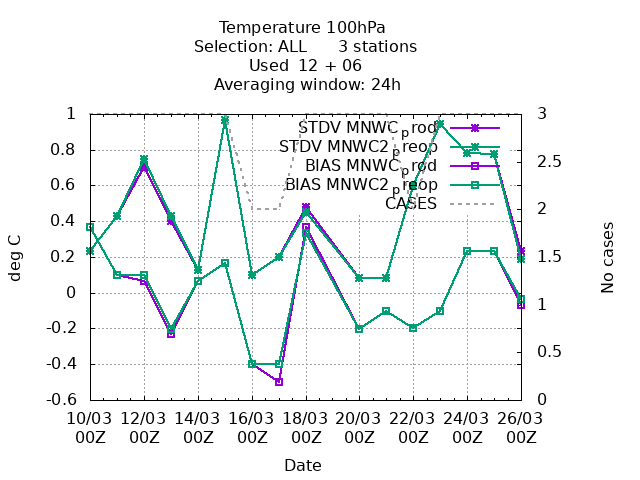 Temperature 100hPa
Selection: ALL      3 stations
Used  12 + 06
Averaging window: 24h
STDV MNWC_prod
STDV MNWC2_preop
BIAS MNWC_prod
BIAS MNWC2_preop
CASES
1
0.8
0.6
0.4
0.2
0
-0.2
-0.4
-0.6
deg C
3
2.5
2
1.5
1
0.5
0
No cases
10/03 12/03 14/03 16/03 18/03 20/03 22/03 24/03 26/03
00Z 00Z 00Z 00Z 00Z 00Z 00Z 00Z 00Z
Date